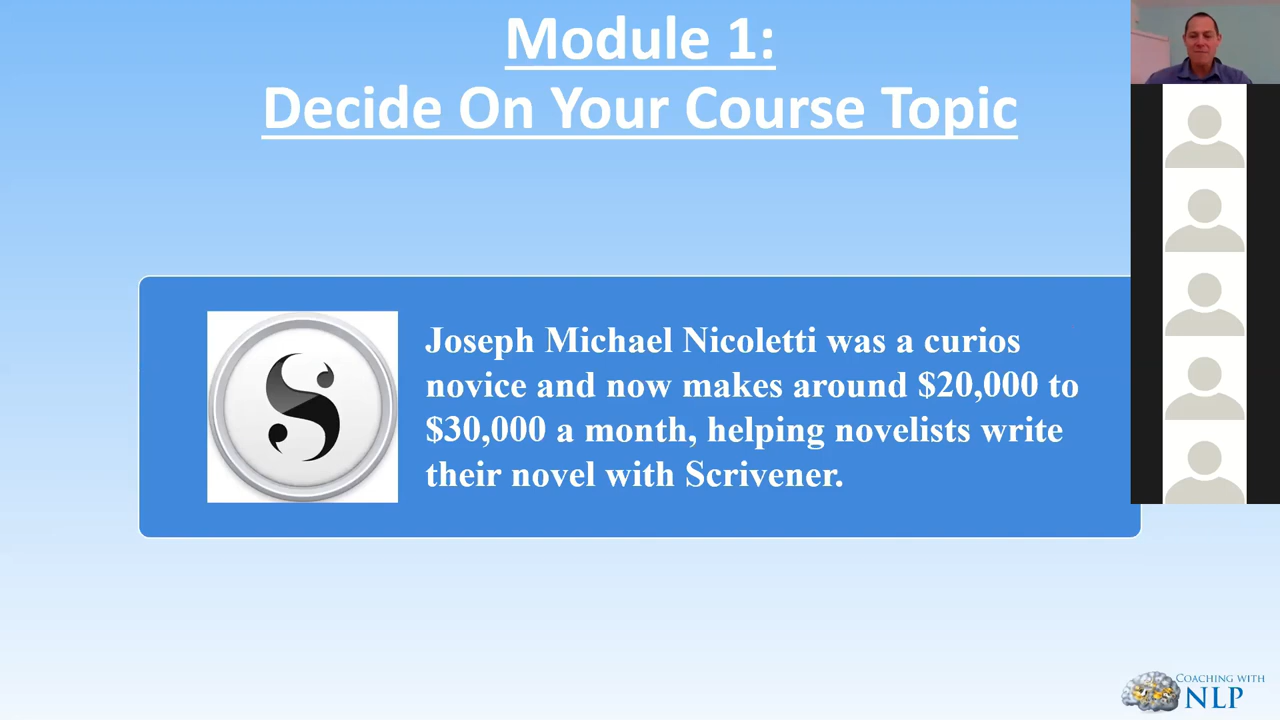 Module 1:
Decide On Your Course Topic
Joseph Michael Nicoletti was a curios
novice and now makes around $20,000 to
$30,000 a month, helping novelists write
their novel with Scrivener.
COACHING WITH
NLP